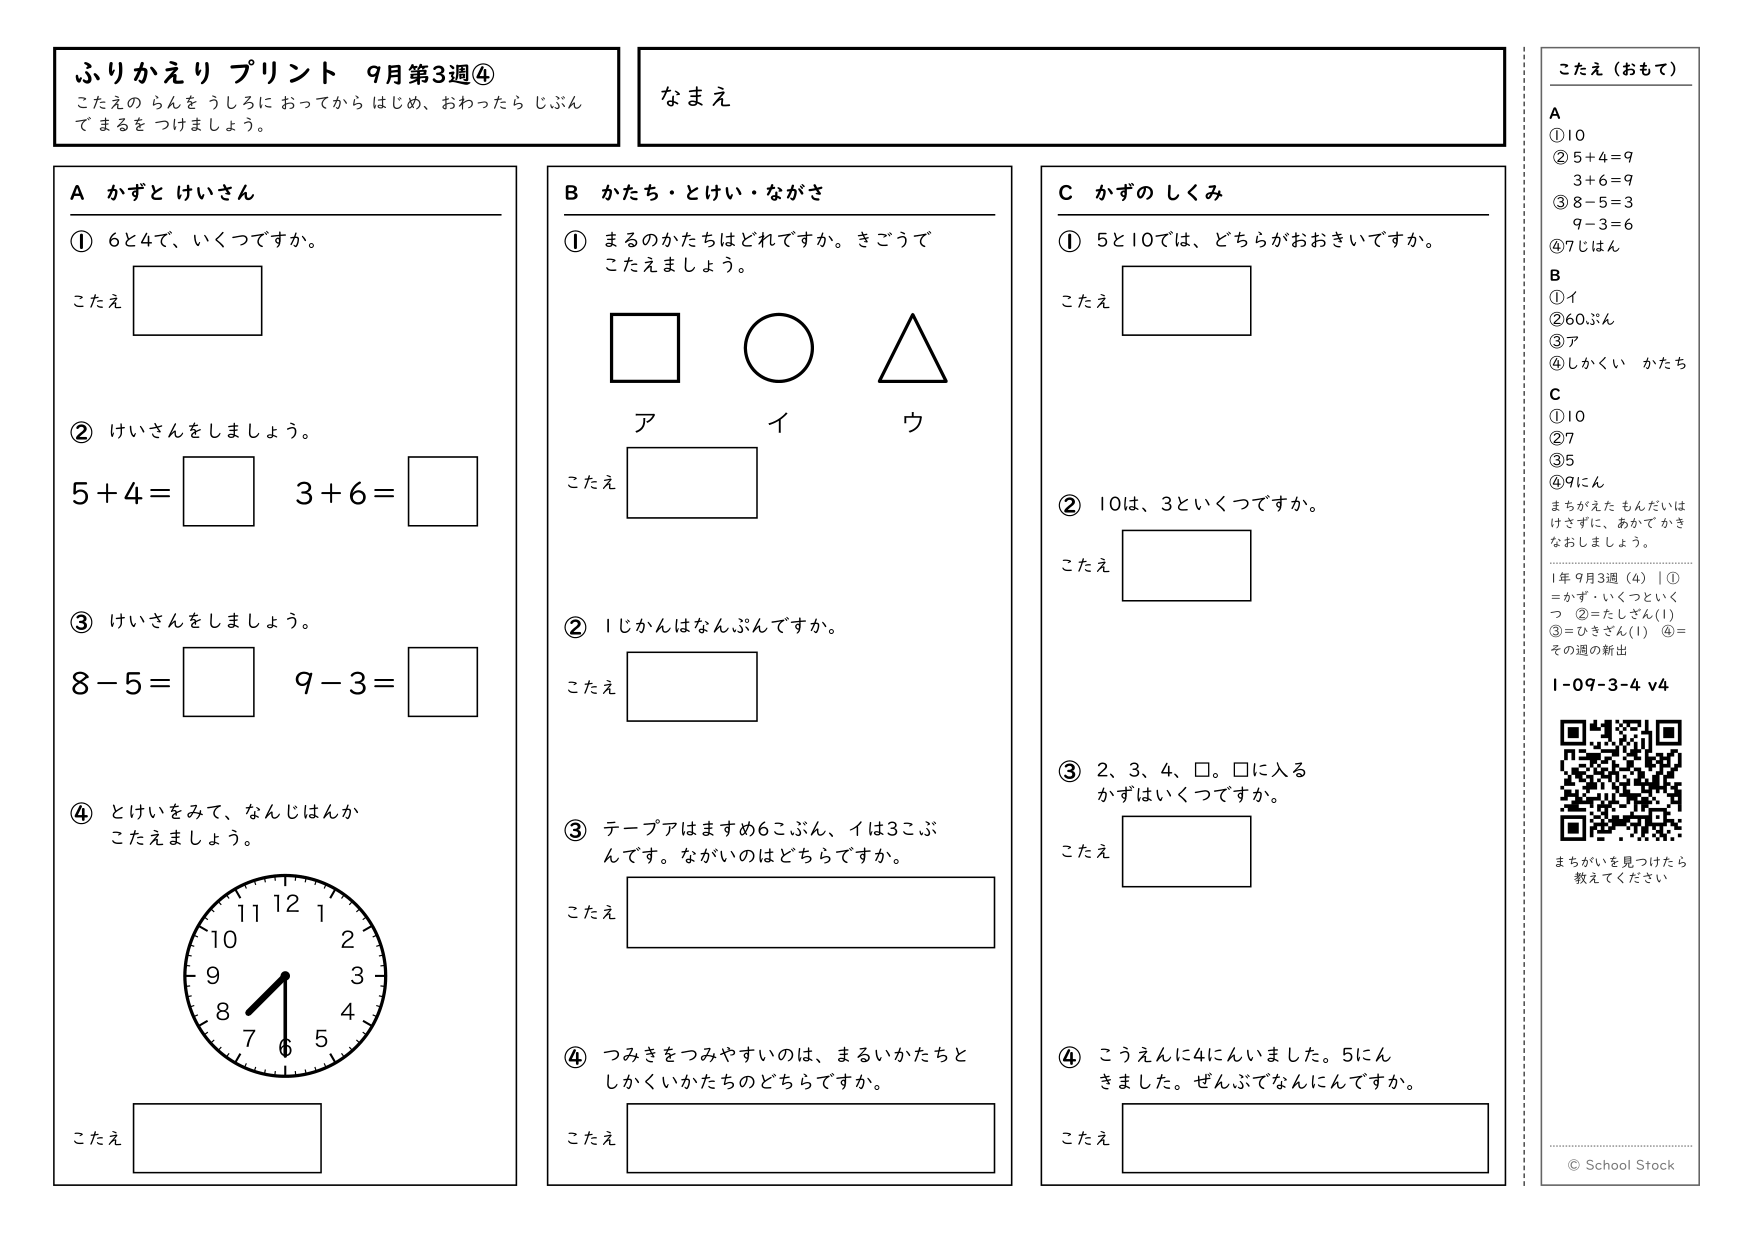 ふりかえり プリント　9月第3週④
こたえの らんを うしろに おってから はじめ、おわったら じぶん
で まるを つけましょう。
なまえ
A　かずと けいさん
① 6と4で、いくつですか。
こたえ
② けいさんをしましょう。
5＋4＝　3＋6＝
③ けいさんをしましょう。
8－5＝　9－3＝
④ とけいをみて、なんじはんか
こたえましょう。
12
11 1
10 2
9 3
8 4
7 5
6
こたえ
B　かたち・とけい・ながさ
① まるのかたちはどれですか。きごうで
こたえましょう。
ア　イ　ウ
こたえ
② 1じかんはなんぷんですか。
こたえ
③ テープアはますめ6こぶん、イは3こぶ
んです。ながいのはどちらですか。
こたえ
④ つみきをつみやすいのは、まるいかたちと
しかくいかたちのどちらですか。
こたえ
C　かずの しくみ
① 5と10では、どちらがおおきいですか。
こたえ
② 10は、3といくつですか。
こたえ
③ 2、3、4、□。□に入る
かずはいくつですか。
こたえ
④ こうえんに4にんいました。5にん
きました。ぜんぶでなんにんですか。
こたえ
こたえ（おもて）
A
①10
②5＋4＝9
3＋6＝9
③8－5＝3
9－3＝6
④7じはん
B
①イ
②60ぷん
③ア
④しかくい　かたち
C
①10
②7
③5
④9にん
まちがえた もんだいは
けさずに、あかで かき
なおしましょう。
1年 9月3週（4）｜①
＝かず・いくつといく
つ　②＝たしざん(1)
③＝ひきざん(1)　④＝
その週の新出
1-09-3-4 v4
まちがいを見つけたら
教えてください
© School Stock